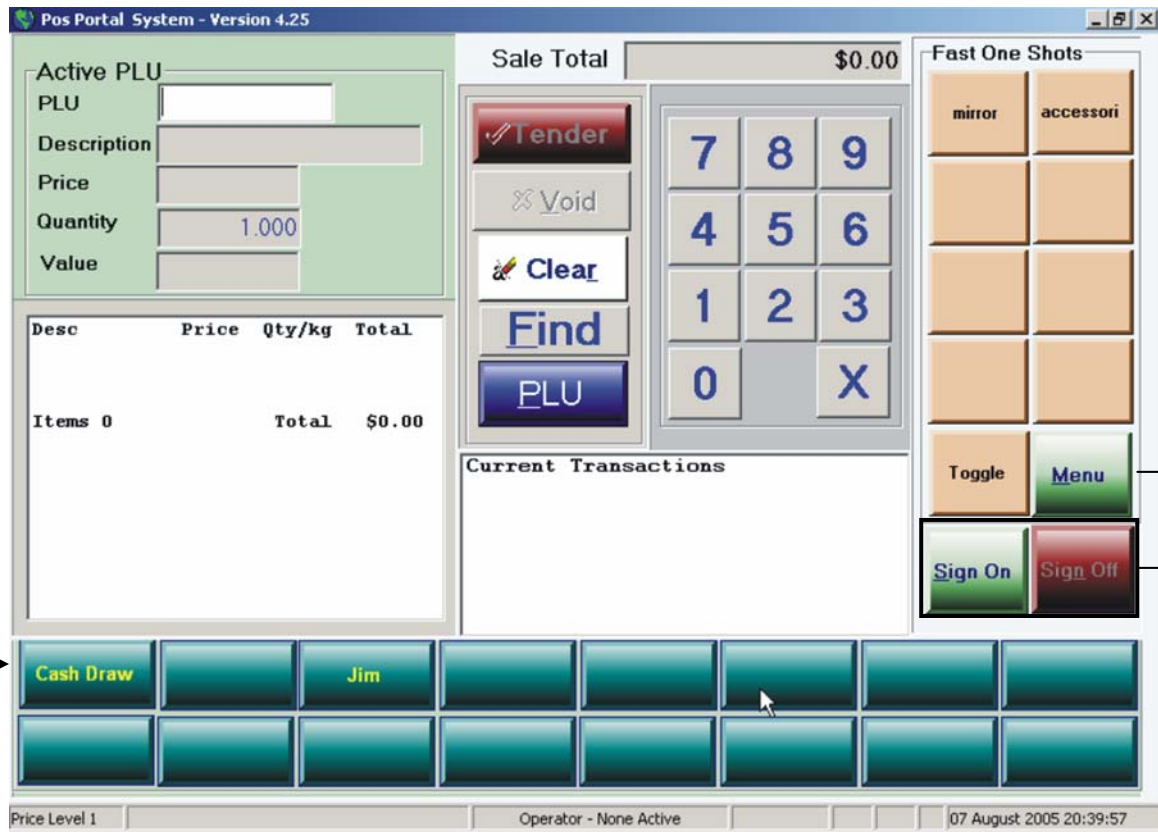 Pos Portal System - Version 4.25
Active PLU
PLU
Description
Price
Quantity 1.000
Value
Sale Total $0.00
Tender
Void
Clear
Find
PLU
7 8 9
4 5 6
1 2 3
0 X
Fast One Shots
mirror accessori
Toggle Menu
Sign On Sign Off
Desc Price Qty/kg Total
Items 0 Total $0.00
Current Transactions
Cash Draw Jim
Price Level 1 Operator - None Active 07 August 2005 20:39:57